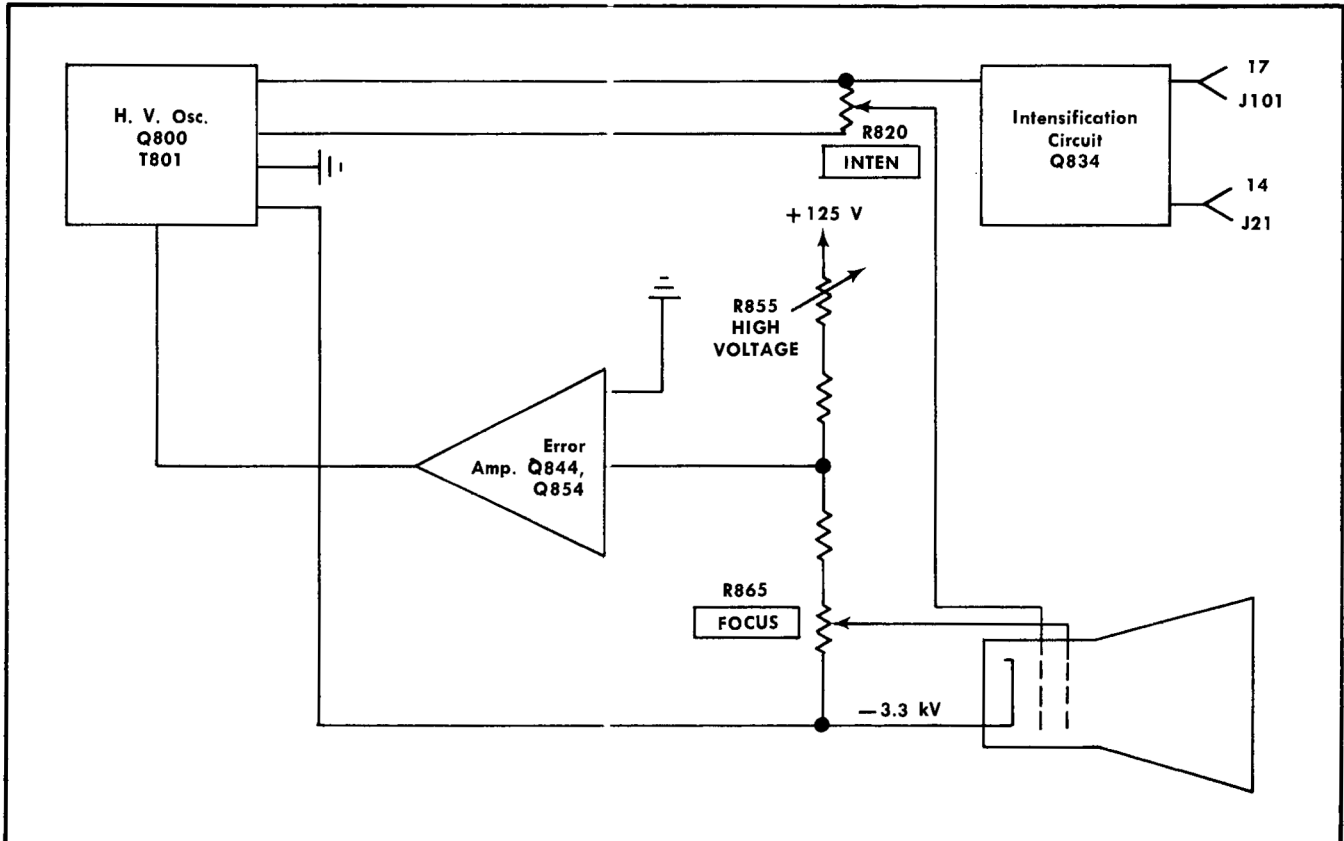 H. V. Osc.
Q800
T801
R820
INTEN
Intensification
Circuit
Q834
17
J101
14
J21
+125 V
R855
HIGH
VOLTAGE
Error
Amp. Q844,
Q854
R865
FOCUS
—3.3 kV